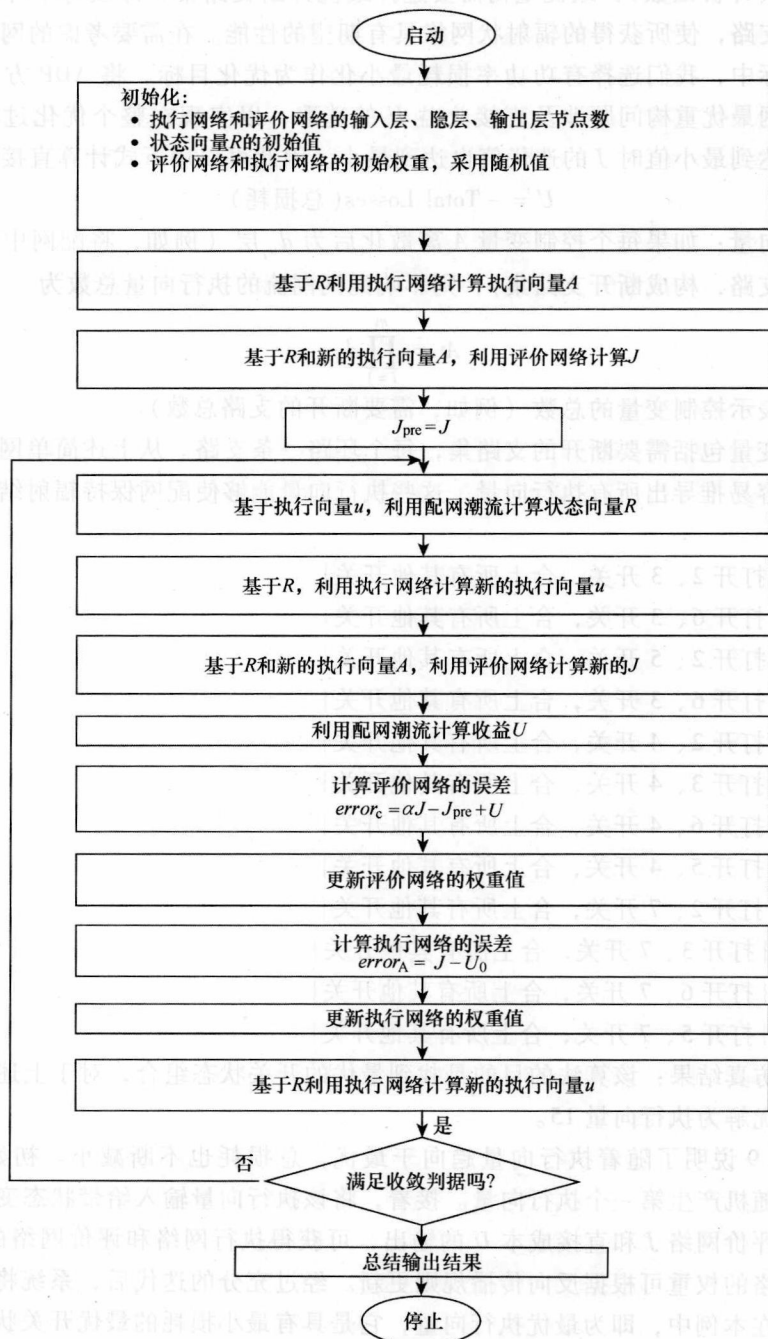 启动
初始化:
• 执行网络和评价网络的输入层、隐层、输出层节点数
• 状态向量R的初始值
• 评价网络和执行网络的初始权重，采用随机值
基于R利用执行网络计算执行向量A
基于R和新的执行向量A，利用评价网络计算J
Jpre=J
基于执行向量u，利用配网潮流计算状态向量R
基于R，利用执行网络计算新的执行向量u
基于R和新的执行向量A，利用评价网络计算新的J
利用配网潮流计算收益U
计算评价网络的误差
errorc=αJ−Jpre+U
更新评价网络的权重值
计算执行网络的误差
errorA= J−U0
更新执行网络的权重值
基于R利用执行网络计算新的执行向量u
是
否
满足收敛判据吗?
总结输出结果
停止